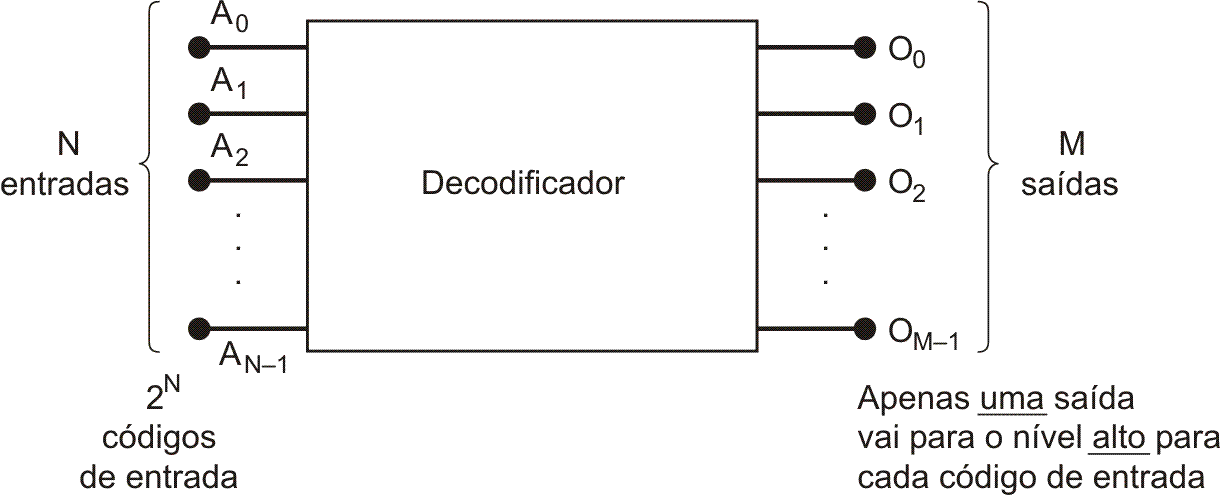 A0
A1
A2
AN–1
N
entradas
2^N
códigos
de entrada
Decodificador
O0
O1
O2
OM–1
M
saídas
Apenas uma saída
vai para o nível alto para
cada código de entrada